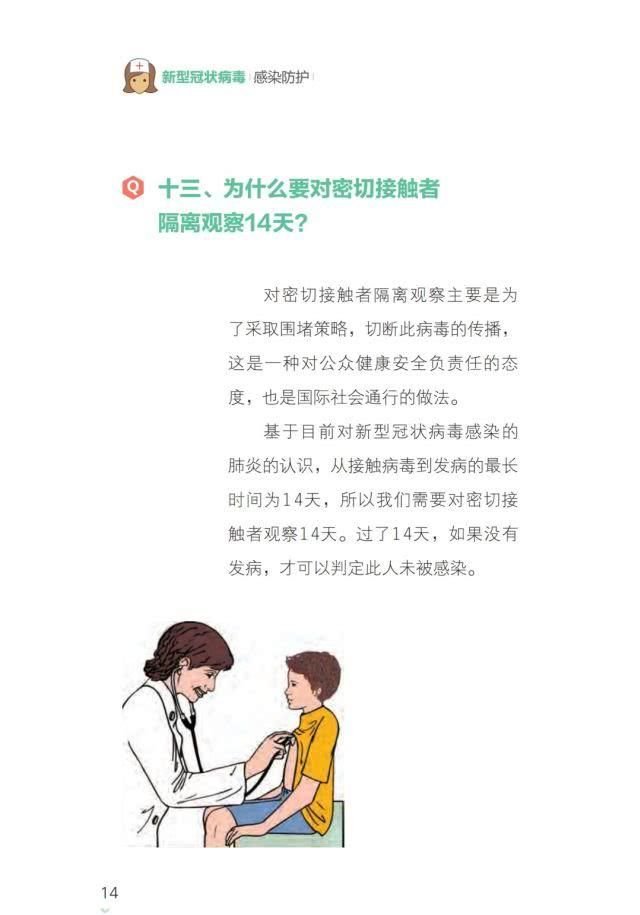 新型冠状病毒 感染防护
Q 十三、为什么要对密切接触者
隔离观察14天？
对密切接触者隔离观察主要是为
了采取围堵策略，切断此病毒的传播，
这是一种对公众健康安全负责任的态
度，也是国际社会通行的做法。
基于目前对新型冠状病毒感染的
肺炎的认识，从接触病毒到发病的最长
时间为14天，所以我们需要对密切接
触者观察14天。过了14天，如果没有
发病，才可以判定此人未被感染。
14